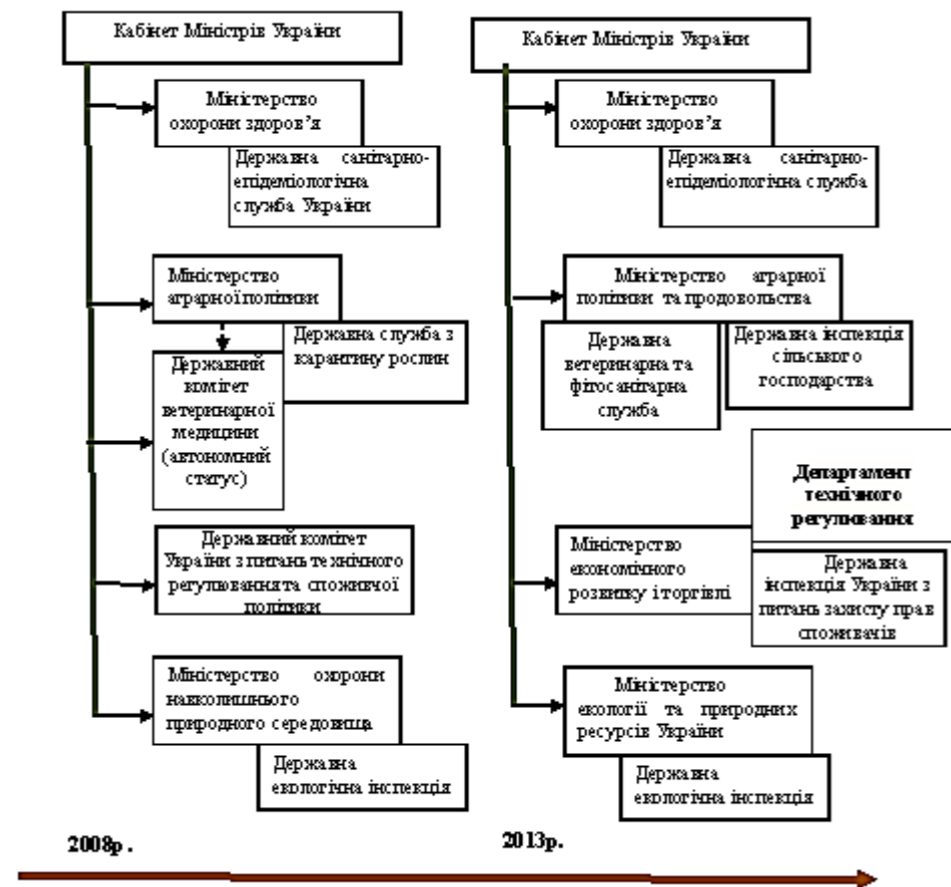 Кабінет Міністрів України
Міністерство
охорони здоров’я
Державна санітарно-
епідеміологічна
служба України
Міністерство
аграрної політики
Державна служба з
карантину рослин
Державний
комітет
ветеринарної
медицини
(автономний
статус)
Державний комітет
України з питань технічного
регулювання та споживчої
політики
Міністерство охорони
навколишнього
природного середовища
Державна
екологічна інспекція
2008р.
Кабінет Міністрів України
Міністерство
охорони здоров’я
Державна санітарно-
епідеміологічна служба
Міністерство аграрної
політики та продовольства
Державна
ветеринарна та
фітосанітарна
служба
Державна інспекція
сільського
господарства
Департамент
технічного
регулювання
Міністерство
економічного
розвитку і торгівлі
Державна
інспекція України з
питань захисту прав
споживачів
Міністерство
екології та природних
ресурсів України
Державна
екологічна інспекція
2013р.